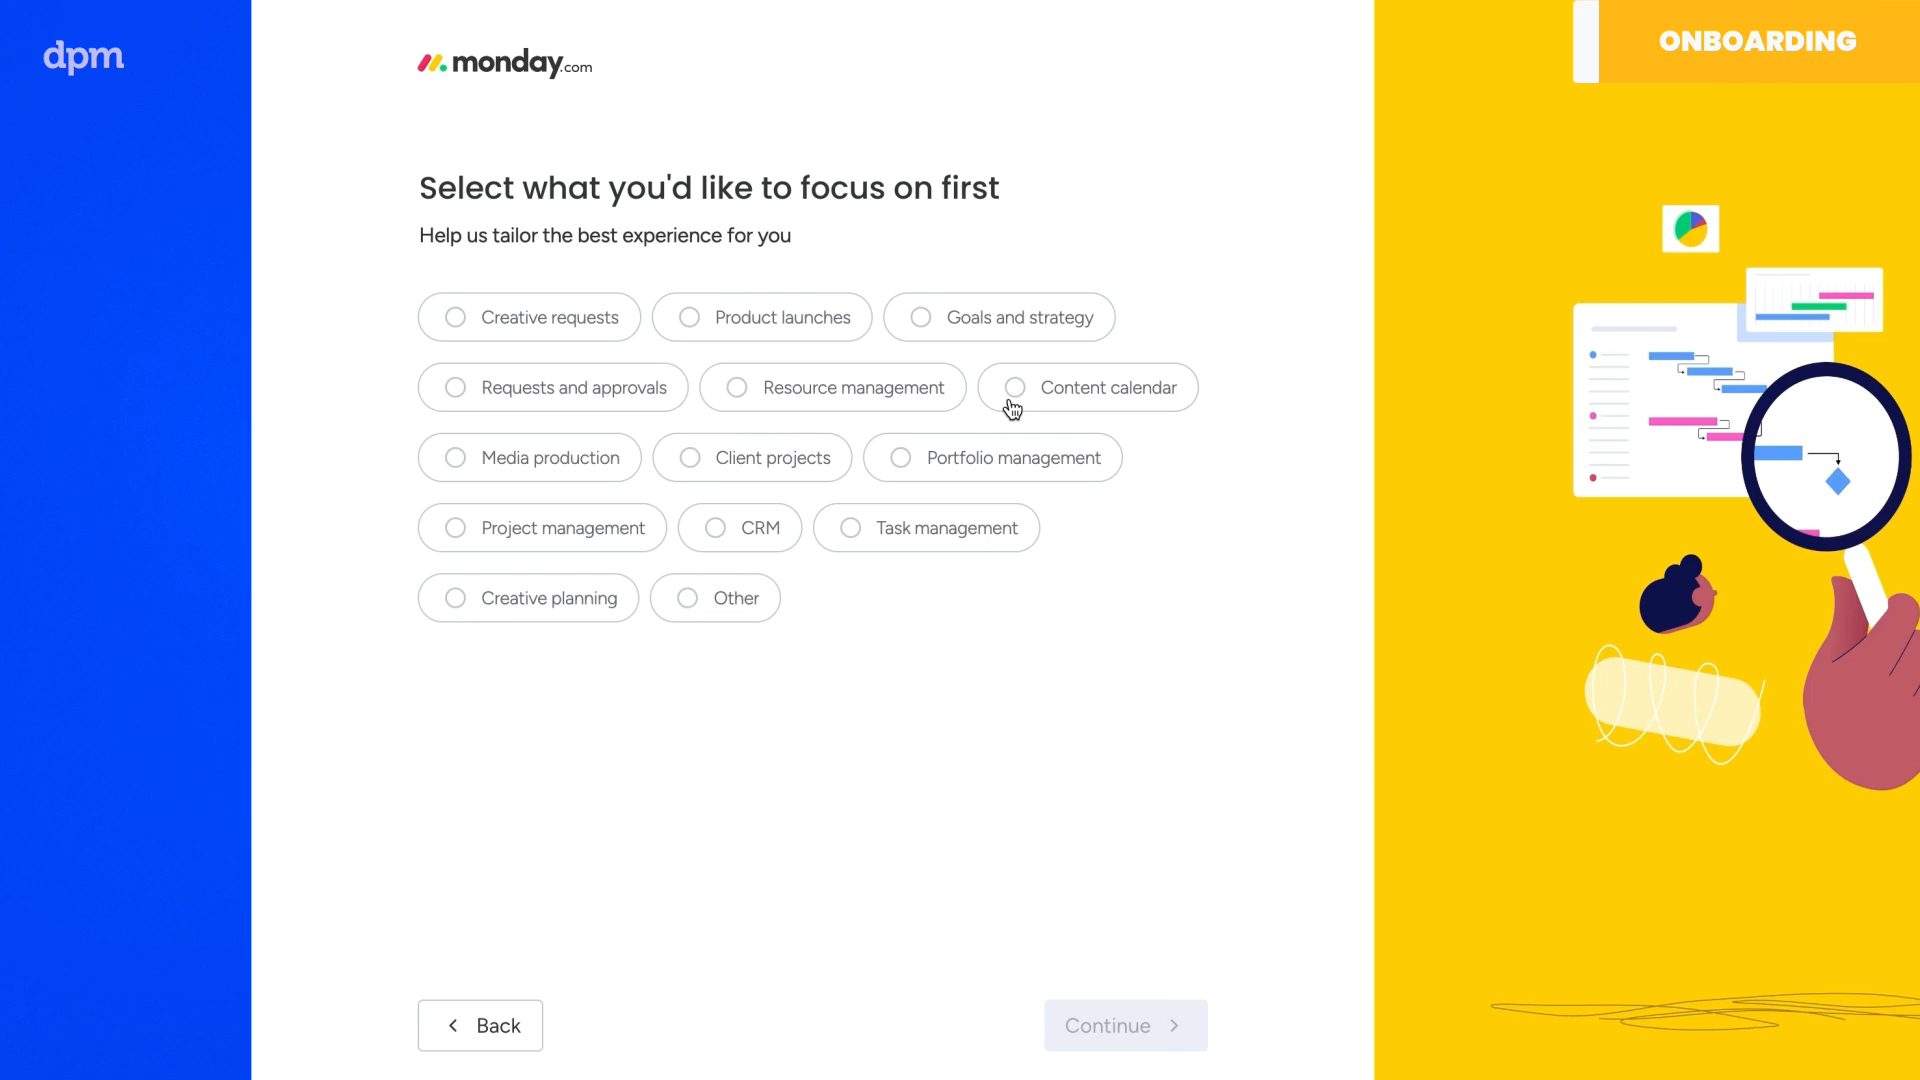 dpm
monday.com
ONBOARDING
Select what you'd like to focus on first
Help us tailor the best experience for you
Creative requests
Product launches
Goals and strategy
Requests and approvals
Resource management
Content calendar
Media production
Client projects
Portfolio management
Project management
CRM
Task management
Creative planning
Other
Back
Continue